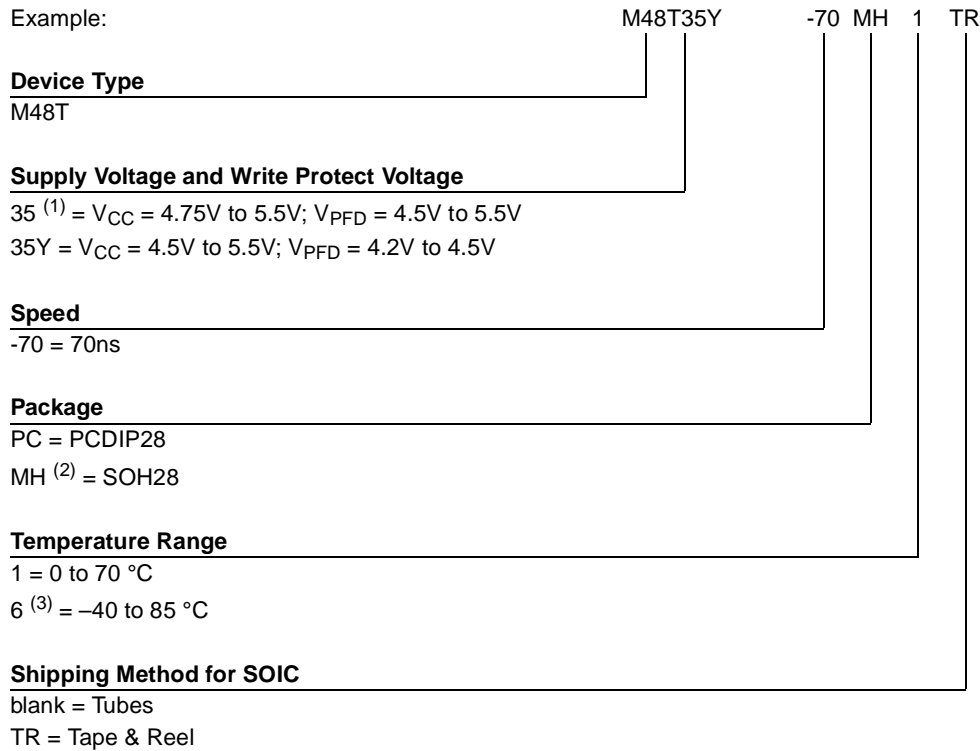 Example: M48T35Y -70 MH 1 TR
Device Type
M48T
Supply Voltage and Write Protect Voltage
35 (1) = VCC = 4.75V to 5.5V; VPFD = 4.5V to 5.5V
35Y = VCC = 4.5V to 5.5V; VPFD = 4.2V to 4.5V
Speed
-70 = 70ns
Package
PC = PCDIP28
MH (2) = SOH28
Temperature Range
1 = 0 to 70 °C
6 (3) = –40 to 85 °C
Shipping Method for SOIC
blank = Tubes
TR = Tape & Reel